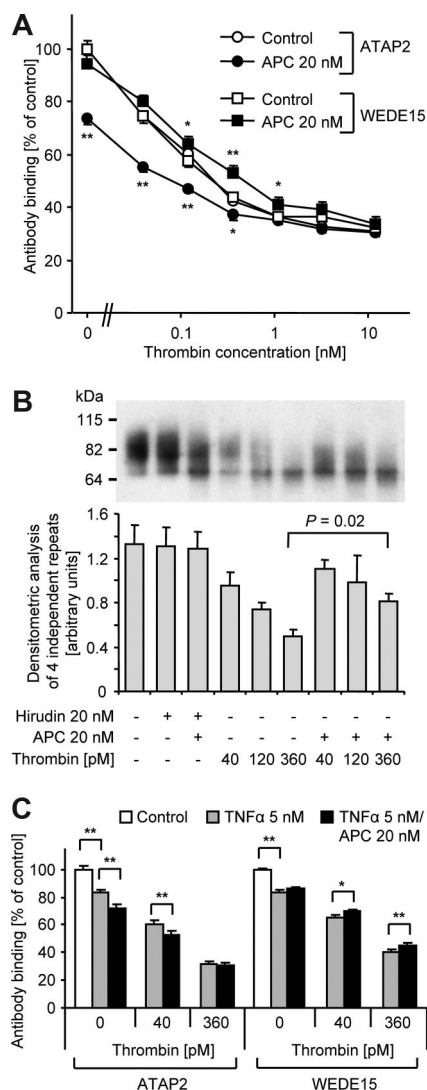 A
Antibody binding [% of control]
100
80
60
40
20
0
Control
APC 20 nM
ATAP2
Control
APC 20 nM
WEDE15
*
**
*
**
**
**
*
0
0.1
1
10
Thrombin concentration [nM]
B
kDa
115
82
64
Densitometric analysis
of 4 independent repeats
[arbitrary units]
1.6
1.2
0.8
0.4
0
P = 0.02
Hirudin 20 nM - + + - - - - - -
APC 20 nM - - + - - - + + +
Thrombin [pM] - - - 40 120 360 40 120 360
C
Control TNFα 5 nM TNFα 5 nM/
APC 20 nM
Antibody binding [% of control]
100
80
60
40
20
0
** ** ** ** * **
0 40 360 0 40 360
Thrombin [pM] Thrombin [pM]
ATAP2 WEDE15